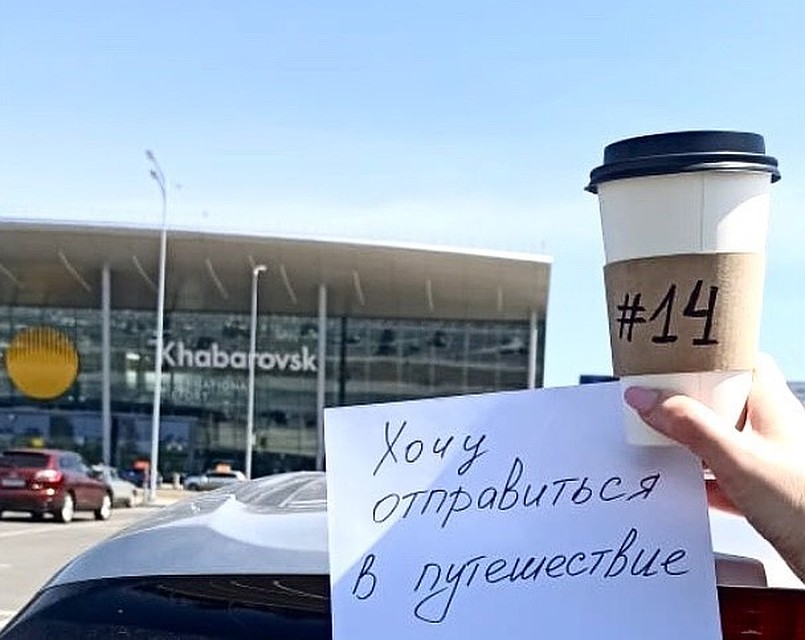 #14
Khabarovsk
Хочу
отправиться
в путешествие